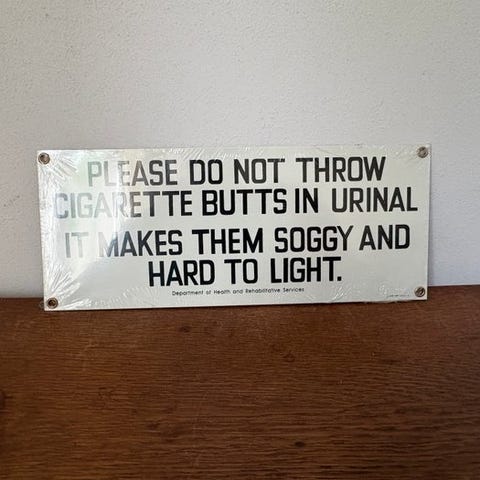 PLEASE DO NOT THROW
CIGARETTE BUTTS IN URINAL
IT MAKES THEM SOGGY AND
HARD TO LIGHT.
Department of Health and Rehabilitative Services